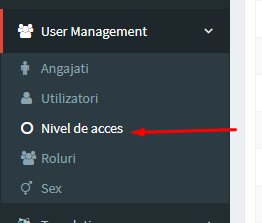 User Management
Angajati
Utilizatori
Nivel de acces
Roluri
Sex